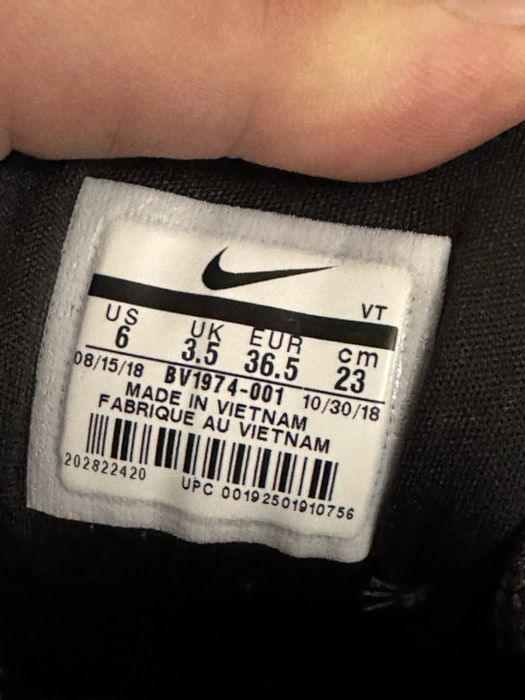 VT
US UK EUR cm
6 3.5 36.5 23
08/15/18 BV1974-001 10/30/18
MADE IN VIETNAM
FABRIQUE AU VIETNAM
202822420 UPC 00192501910756